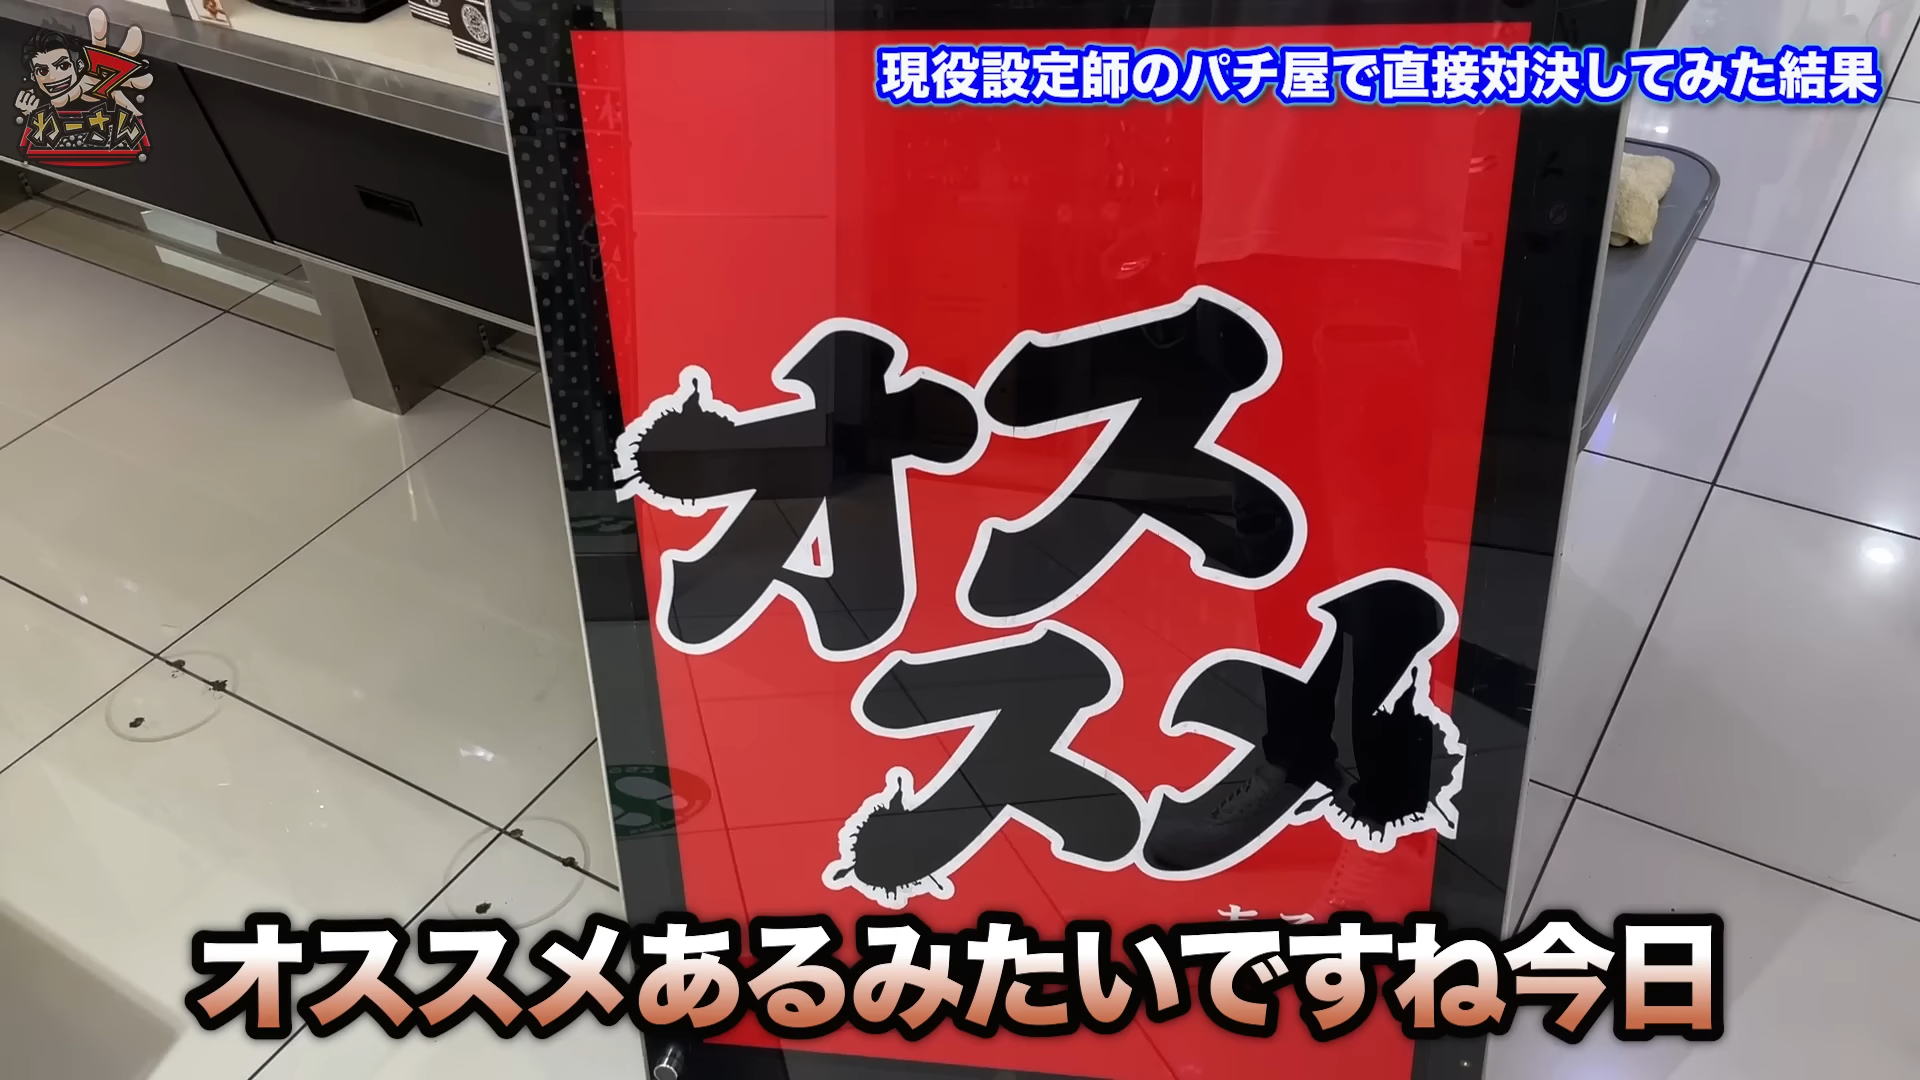 現役設定師のパチ屋で直接対決してみた結果
7
わーさん
オス
スメ
オススメあるみたいですね今日